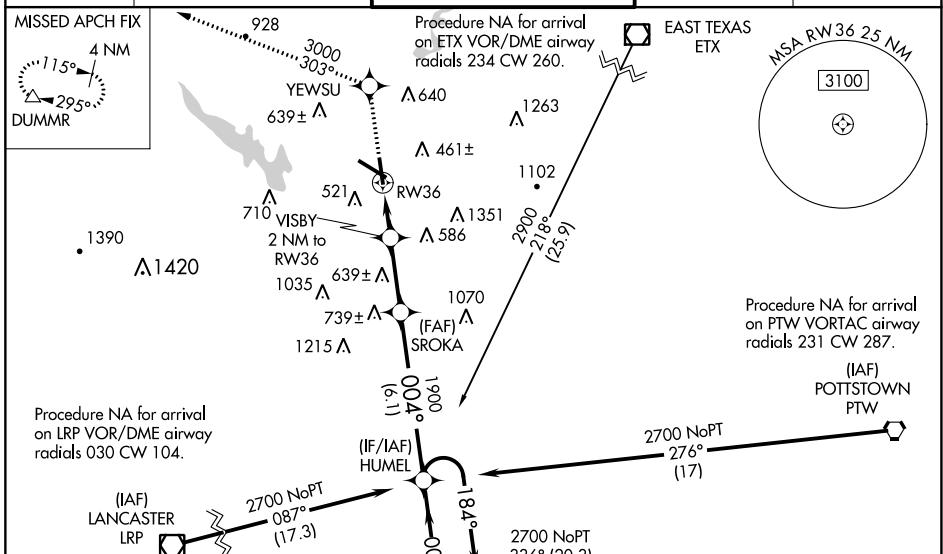 MISSED APCH FIX
4 NM
115°
295°
DUMMR
928
3000
303°
YEWSU
Procedure NA for arrival
on ETX VOR/DME airway
radials 234 CW 260.
EAST TEXAS
ETX
MSA RW 36 25 NM
3100
640
639±
1263
461±
1102
521
RW36
710
VISBY
2 NM to
RW36
1351
586
2900
218°
(25.9)
1390
1420
1035
639±
739±
1070
(FAF)
SROKA
1215
1900
004°
(6.1)
Procedure NA for arrival
on PTW VORTAC airway
radials 231 CW 287.
(IAF)
POTTSTOWN
PTW
Procedure NA for arrival
on LRP VOR/DME airway
radials 030 CW 104.
(IF/IAF)
HUMEL
2700 NoPT
276°
(17)
(IAF)
LANCASTER
LRP
2700 NoPT
087°
(17.3)
184°
2700 NoPT